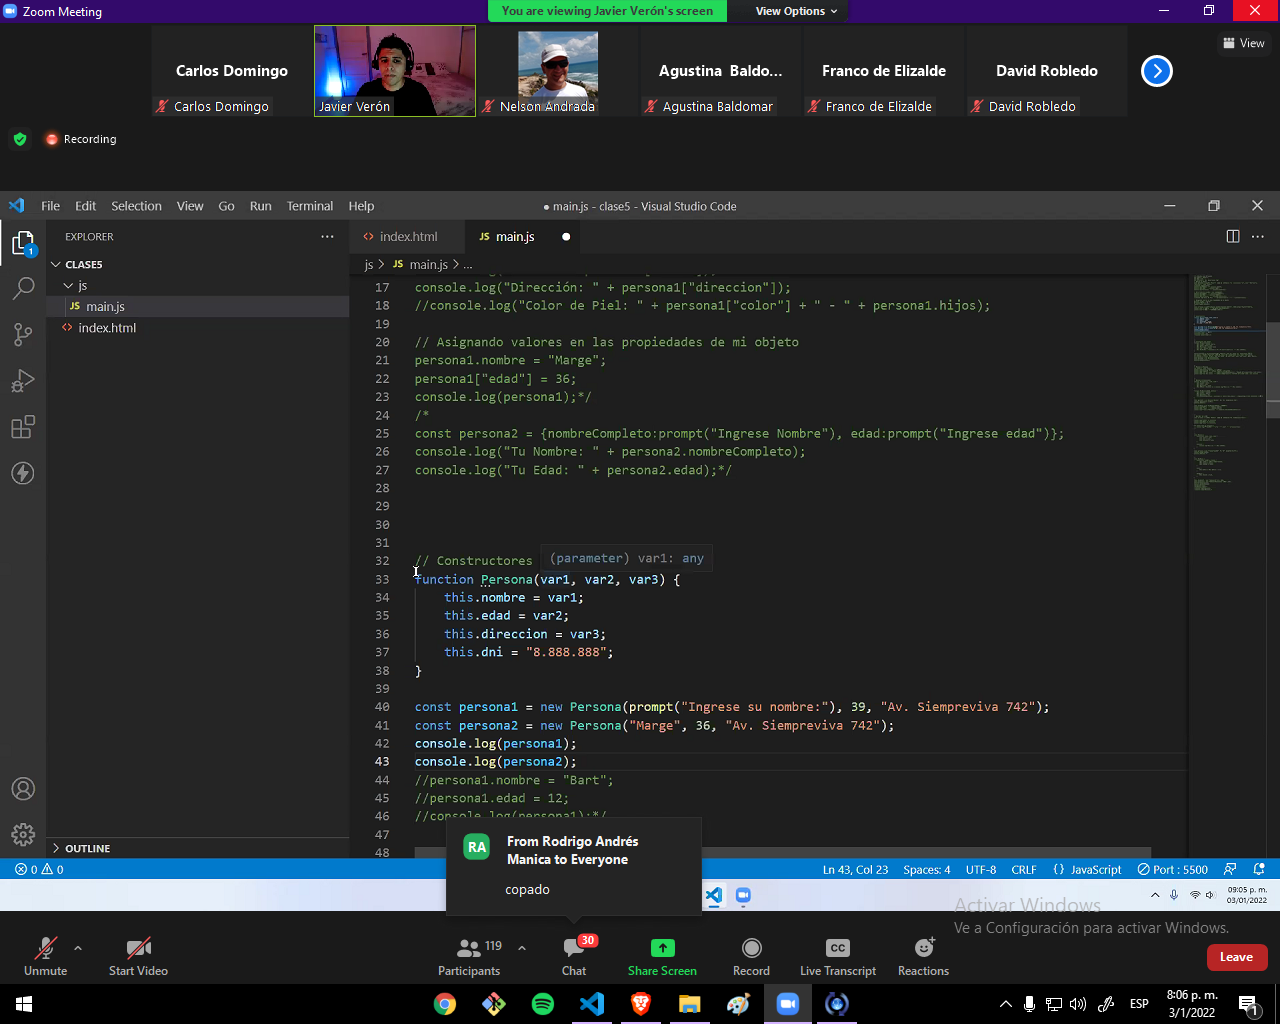 Zoom Meeting
You are viewing Javier Verón's screen
View Options
View
Carlos Domingo
Agustina Baldo...
Franco de Elizalde
David Robledo
Carlos Domingo
Javier Verón
Nelson Andrada
Agustina Baldomar
Franco de Elizalde
David Robledo
Recording
File Edit Selection View Go Run Terminal Help
● main.js - clase5 - Visual Studio Code
EXPLORER
index.html
JS main.js
CLASE5
js > JS main.js > ...
js
JS main.js
index.html
17 console.log("Dirección: " + persona1["direccion"]);
18 //console.log("Color de Piel: " + persona1["color"] + " - " + persona1.hijos);
19
20 // Asignando valores en las propiedades de mi objeto
21 persona1.nombre = "Marge";
22 persona1["edad"] = 36;
23 console.log(persona1);*/
24 /*
25 const persona2 = {nombreCompleto:prompt("Ingrese Nombre"), edad:prompt("Ingrese edad")};
26 console.log("Tu Nombre: " + persona2.nombreCompleto);
27 console.log("Tu Edad: " + persona2.edad);*/
28
29
30
31
32 // Constructores
(parameter) var1: any
33 function Persona(var1, var2, var3) {
34 this.nombre = var1;
35 this.edad = var2;
36 this.direccion = var3;
37 this.dni = "8.888.888";
38 }
39
40 const persona1 = new Persona(prompt("Ingrese su nombre:"), 39, "Av. Siempreviva 742");
41 const persona2 = new Persona("Marge", 36, "Av. Siempreviva 742");
42 console.log(persona1);
43 console.log(persona2);
44 //persona1.nombre = "Bart";
45 //persona1.edad = 12;
46 //console.log(persona1);*/
47
48
OUTLINE
RA
From Rodrigo Andrés
Manica to Everyone
copado
0 0
Ln 43, Col 23 Spaces: 4 UTF-8 CRLF {} JavaScript Port : 5500
1
09:05 p. m.
03/01/2022
Activar Windows
Ve a Configuración para activar Windows.
119
30
CC
Unmute
Start Video
Participants
Chat
Share Screen
Record
Live Transcript
Reactions
Leave
ESP
8:06 p. m.
3/1/2022
1